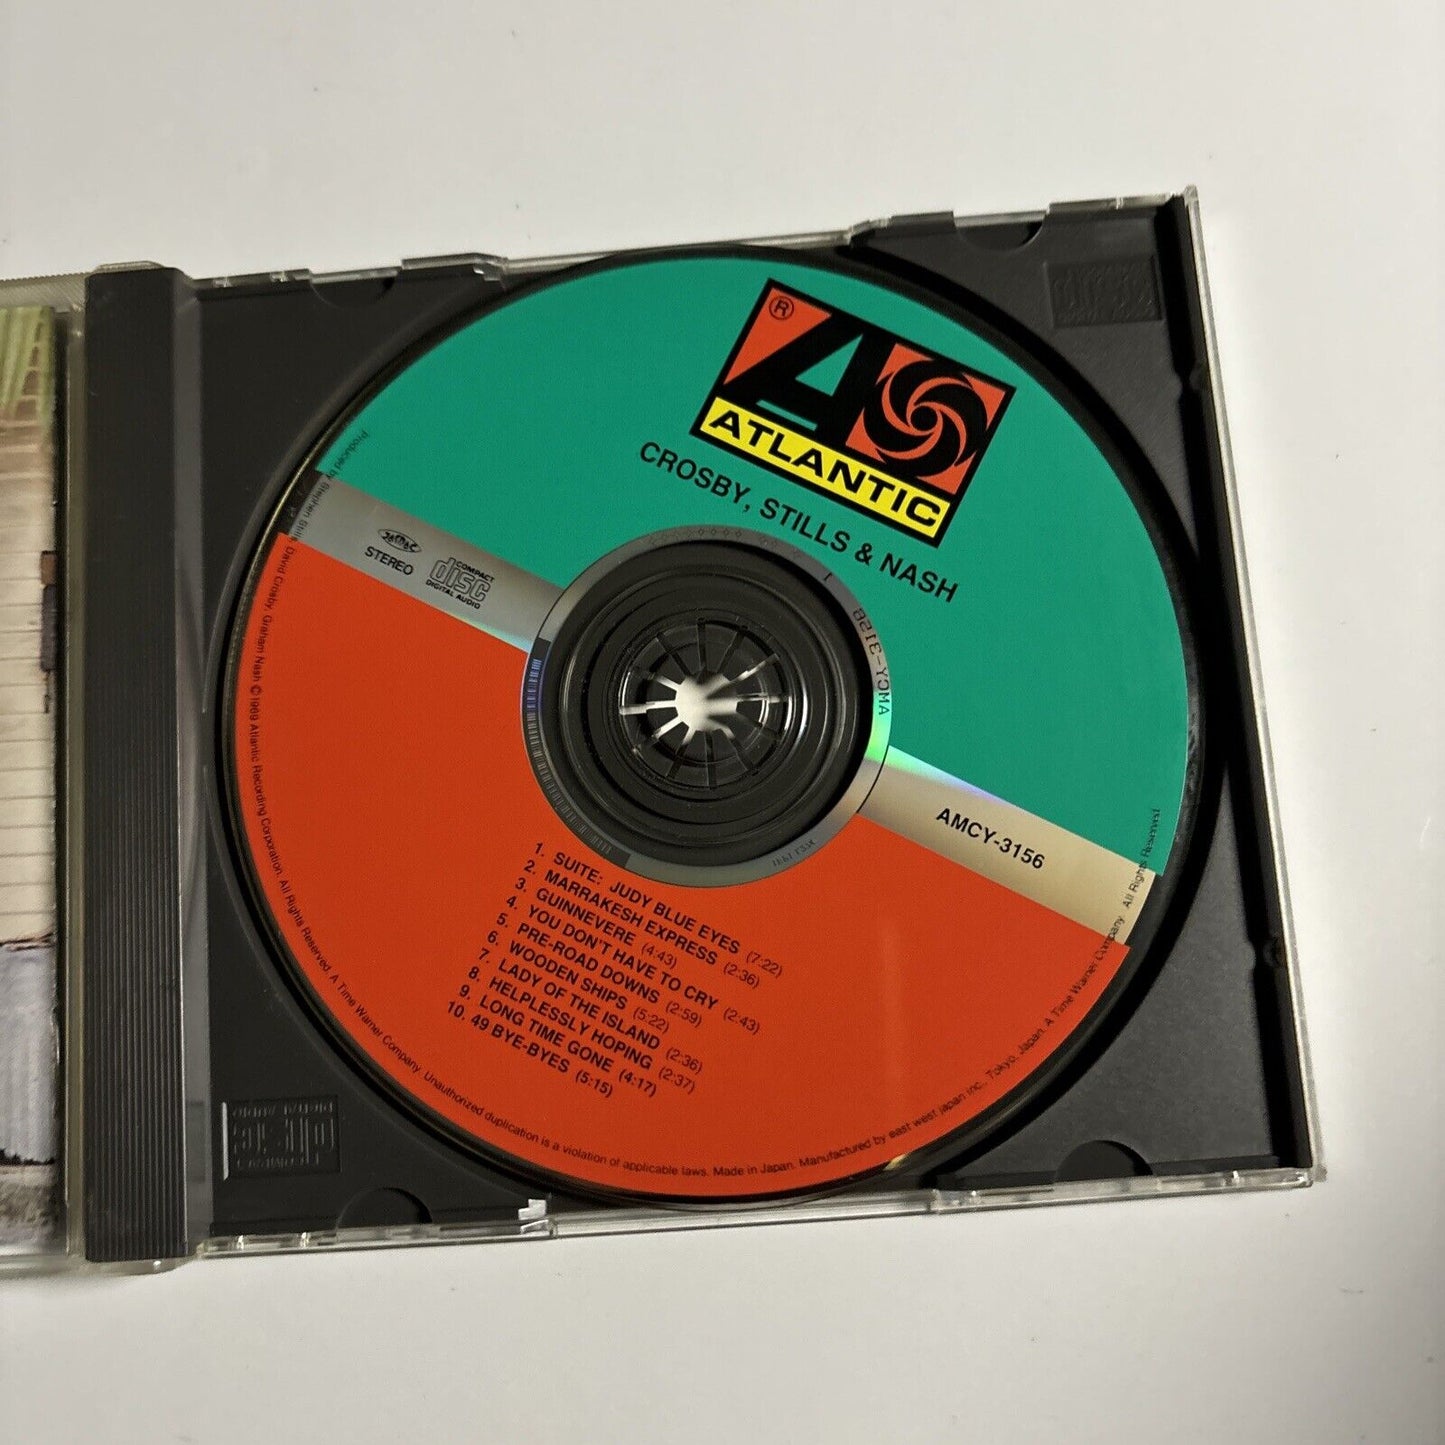 ®
ATLANTIC
CROSBY, STILLS & NASH
STEREO
COMPACT
disc
DIGITAL AUDIO
AMCY-3156
1. SUITE: JUDY BLUE EYES (7:22)
2. MARRAKESH EXPRESS (2:36)
3. GUINNEVERE (4:43)
4. YOU DON'T HAVE TO CRY (2:43)
5. PRE-ROAD DOWNS (2:59)
6. WOODEN SHIPS (5:22)
7. LADY OF THE ISLAND (2:36)
8. HELPLESSLY HOPING (2:37)
9. LONG TIME GONE (4:17)
10. 49 BYE-BYES (5:15)
Produced by Stephen Stills, David Crosby, Graham Nash ©1969 Atlantic Recording Corporation. All Rights Reserved. A Time Warner Company. Unauthorized duplication is a violation of applicable laws. Made in Japan. Manufactured by east west japan inc., Tokyo, Japan. A Time Warner Company. All Rights Reserved